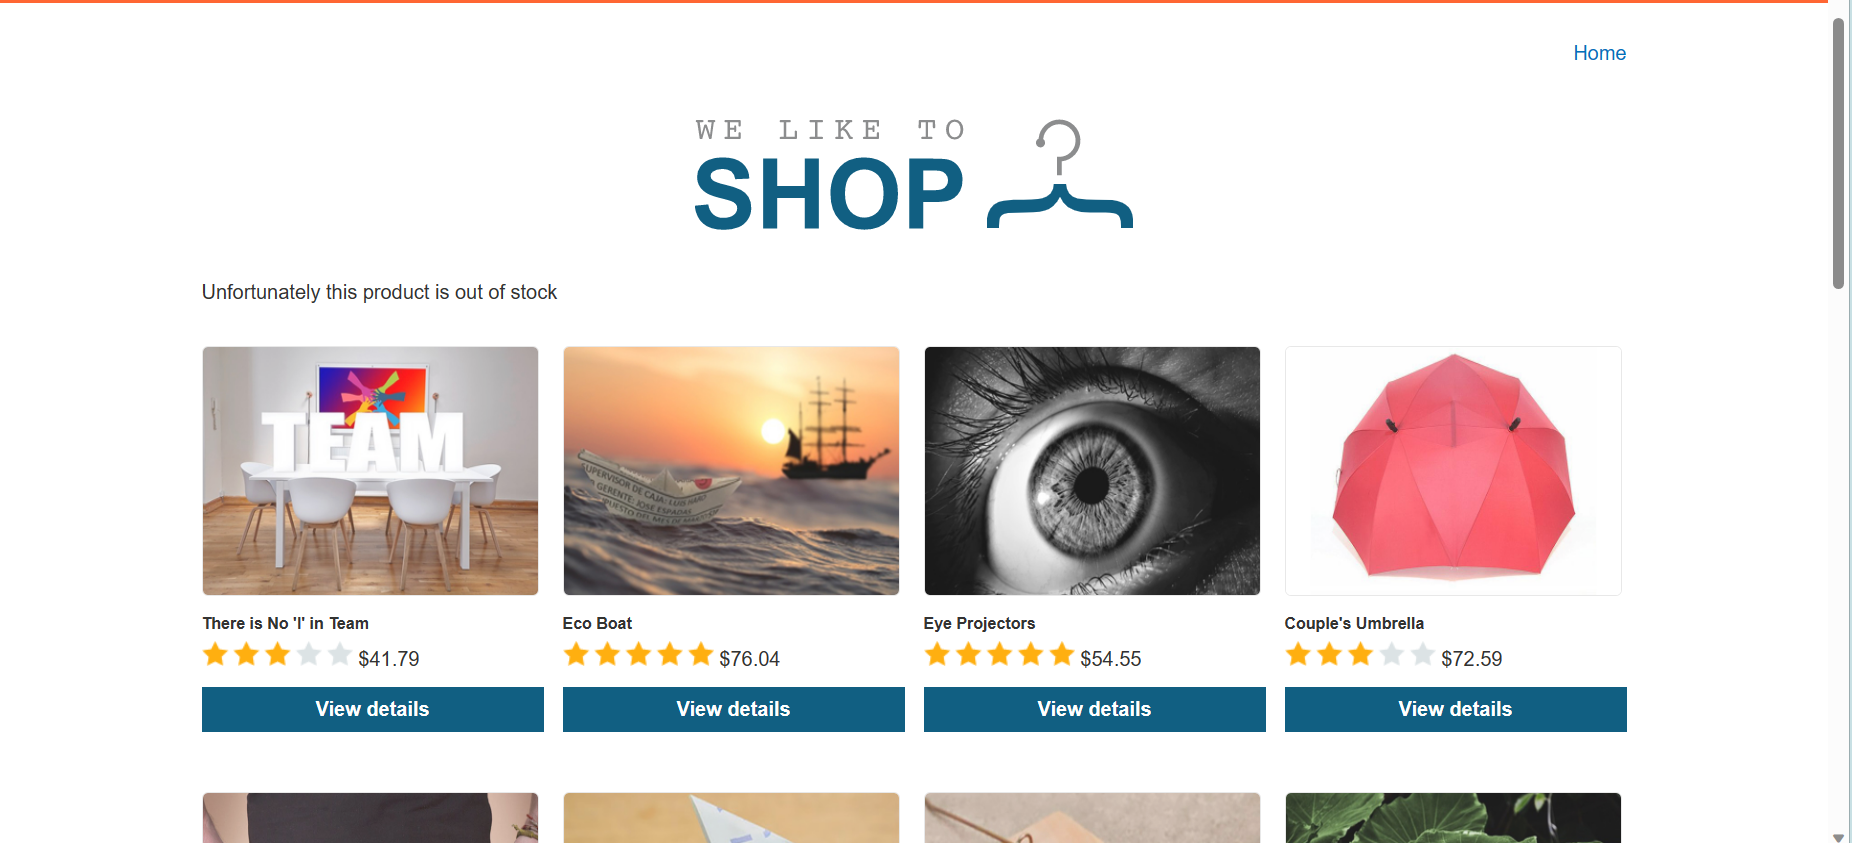 Home
WE LIKE TO
SHOP
Unfortunately this product is out of stock
TEAM
SUPERVISOR DE CAJA: LUIS HARO
GERENTE: JOSE ESPADAS
PUESTO DEL MES DE
There is No 'I' in Team
Eco Boat
Eye Projectors
Couple's Umbrella
$41.79
$76.04
$54.55
$72.59
View details
View details
View details
View details